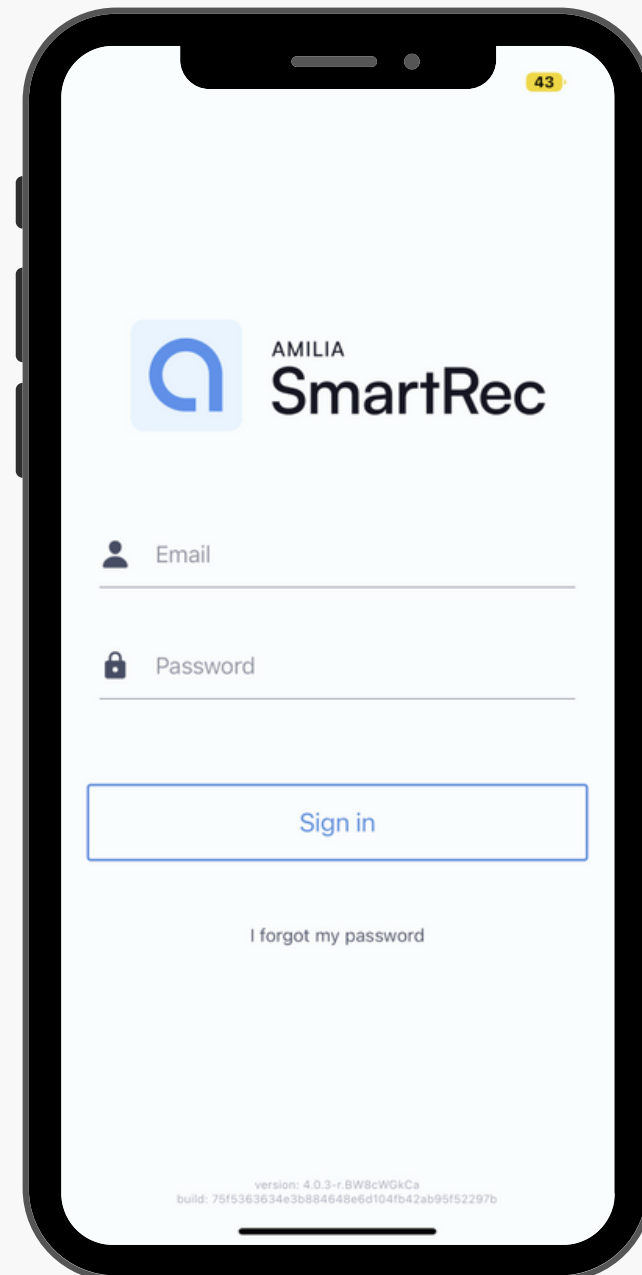 43
AMILIA
SmartRec
Email
Password
Sign in
I forgot my password
version: 4.0.3-r.BW8cWGkCa
build: 75f5363634e3b884648e6d104fb42ab95f52297b